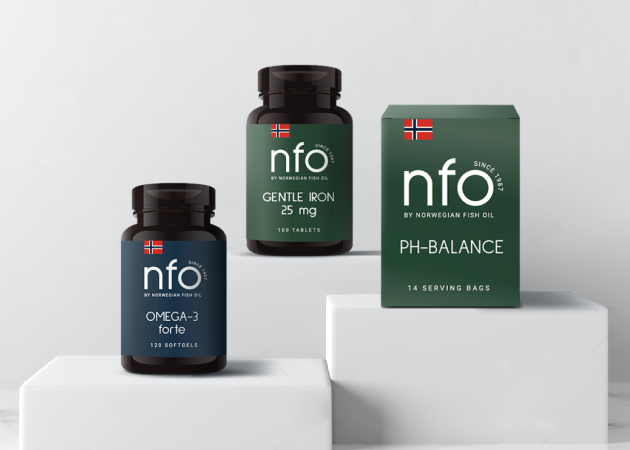 nfo
SINCE 1987
BY NORWEGIAN FISH OIL
GENTLE IRON
25 mg
100 TABLETS
nfo
SINCE 1987
BY NORWEGIAN FISH OIL
PH-BALANCE
14 SERVING BAGS
nfo
SINCE 1987
BY NORWEGIAN FISH OIL
OMEGA-3
forte
120 SOFTGELS